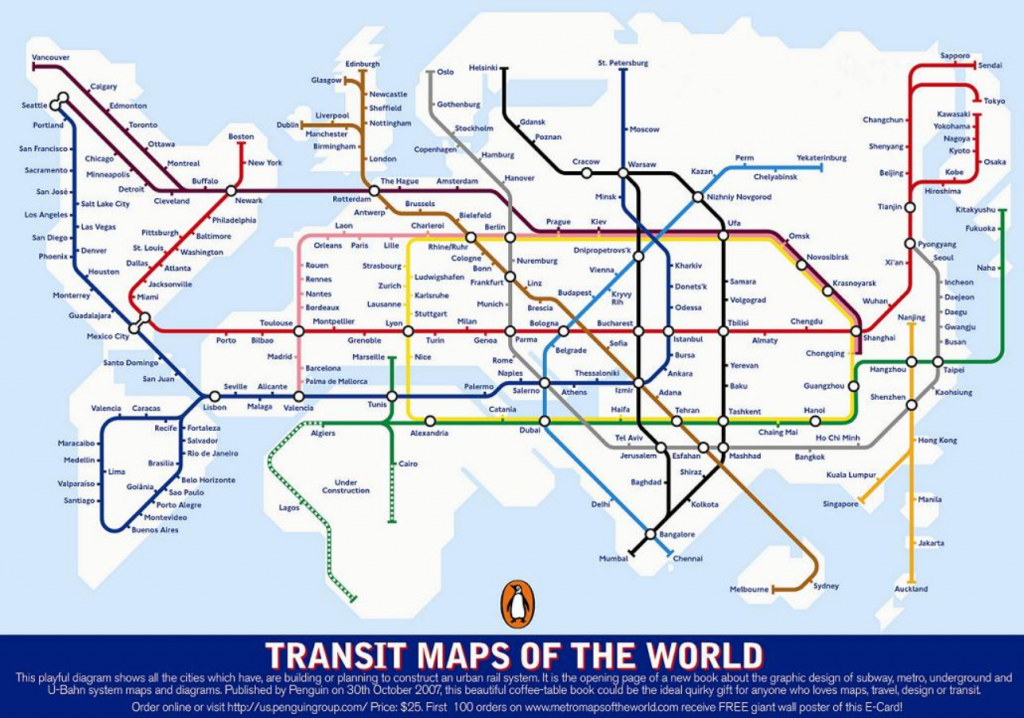 Vancouver
Calgary
Seattle
Edmonton
Portland
Toronto
Ottawa
San Francisco
Chicago
Montreal
Sacramento
Minneapolis
Detroit
Buffalo
Boston
New York
San José
Cleveland
Newark
Salt Lake City
Los Angeles
Las Vegas
Philadelphia
Pittsburgh
Baltimore
San Diego
Denver
St. Louis
Washington
Phoenix
Dallas
Atlanta
Houston
Jacksonville
Monterrey
Miami
Guadalajara
Mexico City
Santo Domingo
San Juan
Valencia
Caracas
Recife
Fortaleza
Salvador
Rio de Janeiro
Maracaibo
Medellin
Lima
Brasilia
Belo Horizonte
Valparaíso
Goiânia
Sao Paulo
Santiago
Porto Alegre
Montevideo
Buenos Aires
Edinburgh
Glasgow
Newcastle
Sheffield
Liverpool
Nottingham
Dublin
Manchester
Birmingham
London
Rotterdam
The Hague
Amsterdam
Antwerp
Brussels
Bielefeld
Laon
Charleroi
Berlin
Orleans
Paris
Lille
Rhine/Ruhr
Cologne
Bonn
Nuremburg
Frankfurt
Linz
Rouen
Rennes
Nantes
Bordeaux
Strasbourg
Ludwigshafen
Zurich
Karlsruhe
Lausanne
Stuttgart
Munich
Brescia
Toulouse
Montpellier
Lyon
Milan
Bologna
Porto
Bilbao
Grenoble
Turin
Genoa
Parma
Madrid
Barcelona
Palma de Mallorca
Marseille
Nice
Rome
Naples
Palermo
Salerno
Seville
Alicante
Lisbon
Malaga
Valencia
Tunis
Algiers
Alexandria
Catania
Dubai
Cairo
Under
Construction
Lagos
Oslo
Gothenburg
Stockholm
Copenhagen
Hamburg
Hanover
Helsinki
Gdansk
Poznan
Cracow
Warsaw
St. Petersburg
Moscow
Minsk
Kazan
Perm
Yekaterinburg
Chelyabinsk
Nizhniy Novgorod
Prague
Kiev
Ufa
Omsk
Dnipropetrovs'k
Novosibirsk
Vienna
Kharkiv
Krasnoyarsk
Budapest
Kryvy
Rih
Donets'k
Samara
Odessa
Volgograd
Bucharest
Sofia
Istanbul
Tbilisi
Chengdu
Almaty
Shanghai
Belgrade
Bursa
Yerevan
Chongqing
Thessaloniki
Ankara
Athens
Izmir
Adana
Baku
Guangzhou
Haifa
Tehran
Tashkent
Hanoi
Tel Aviv
Chaing Mai
Ho Chi Minh
Jerusalem
Esfahan
Mashhad
Bangkok
Shiraz
Baghdad
Kolkota
Delhi
Bangalore
Mumbai
Chennai
Melbourne
Sydney
Sapporo
Sendai
Tokyo
Changchun
Kawasaki
Yokohama
Nagoya
Kyoto
Shenyang
Osaka
Beijing
Kobe
Hiroshima
Tianjin
Kitakyushu
Fukuoka
Pyongyang
Seoul
Xi'an
Naha
Incheon
Daejeon
Daegu
Gwangju
Busan
Wuhan
Nanjing
Hangzhou
Taipei
Shenzhen
Kaohsiung
Hong Kong
Kuala Lumpur
Singapore
Manila
Jakarta
Auckland
TRANSIT MAPS OF THE WORLD
This playful diagram shows all the cities which have, are building or planning to construct an urban rail system. It is the opening page of a new book about the graphic design of subway, metro, underground and
U-Bahn system maps and diagrams. Published by Penguin on 30th October 2007, this beautiful coffee-table book could be the ideal quirky gift for anyone who loves maps, travel, design or transit.
Order online or visit http://us.penguingroup.com/ Price: $25. First 100 orders on www.metromapsoftheworld.com receive FREE giant wall poster of this E-Card!